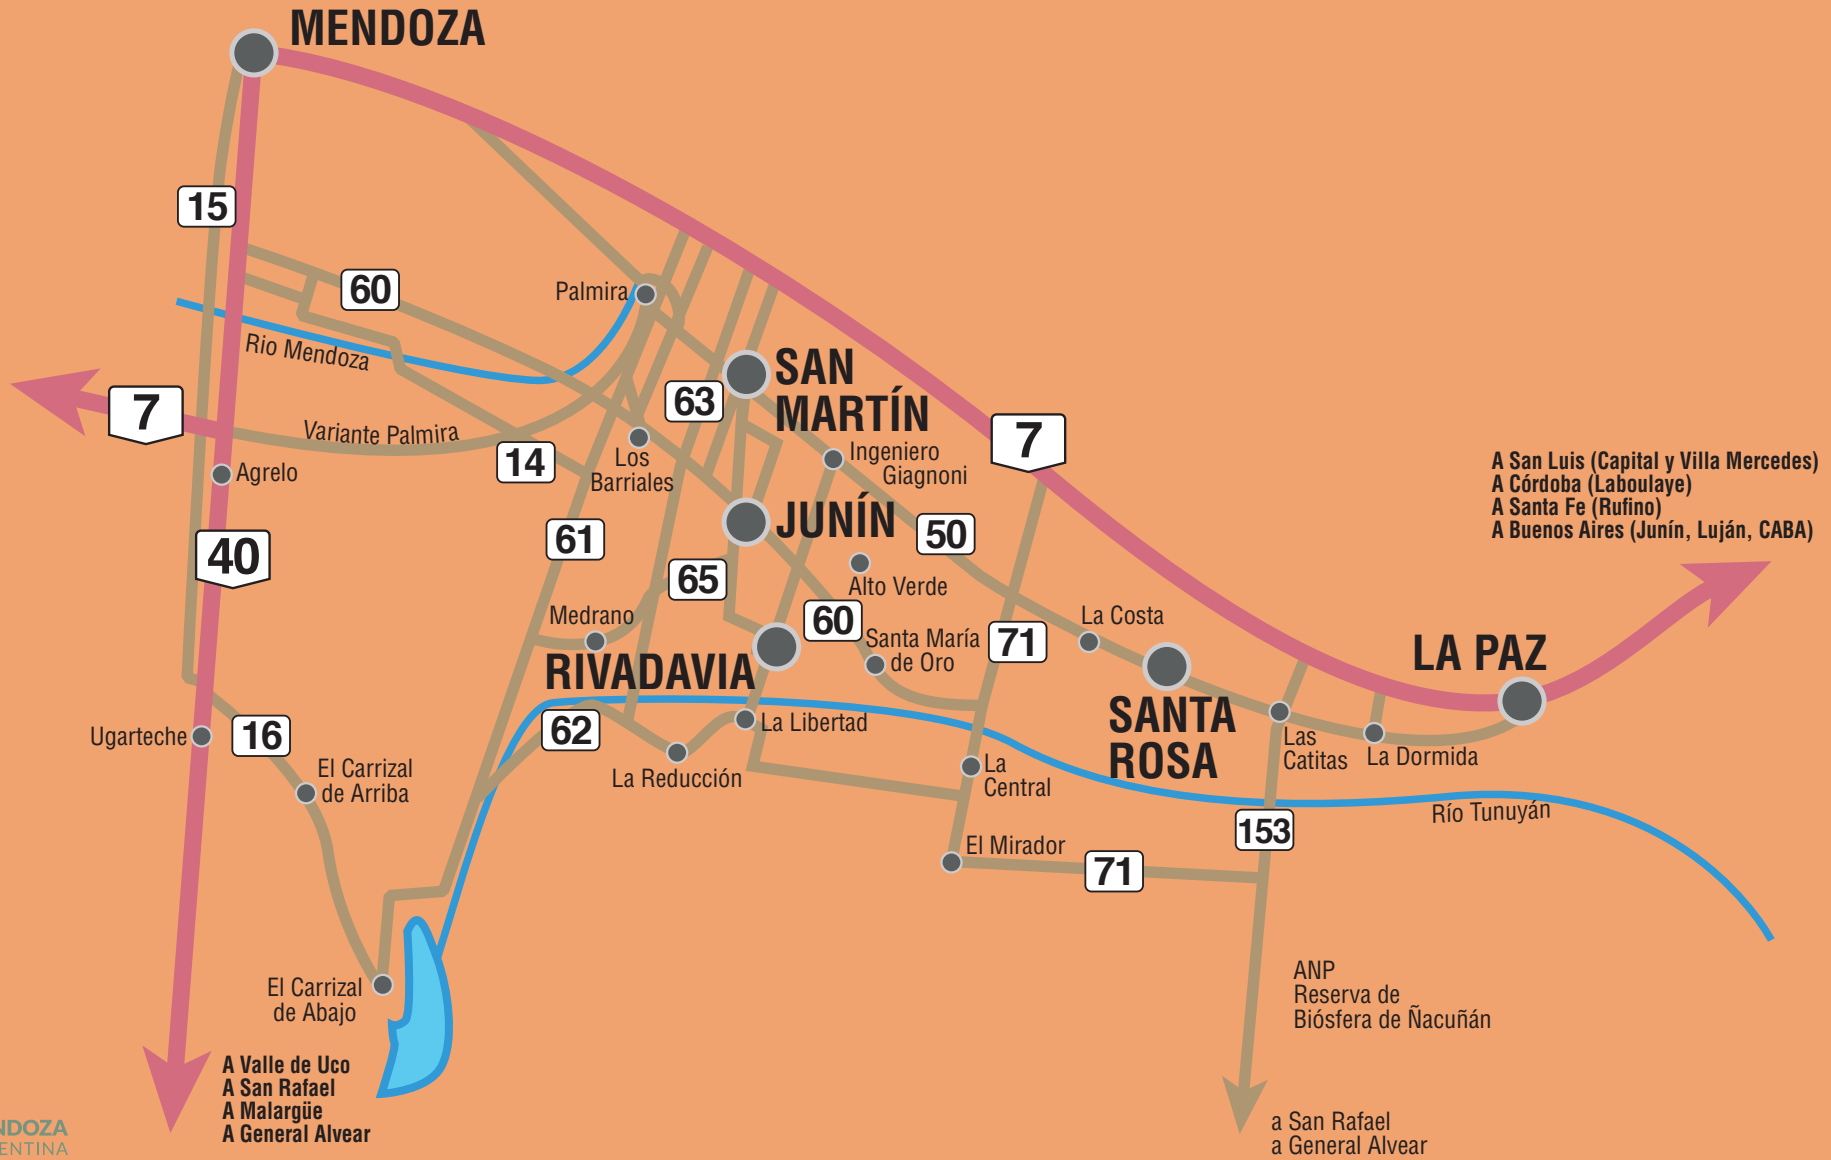 MENDOZA
15
60
Palmira
Rio Mendoza
SAN
MARTÍN
63
7
Variante Palmira
14
Los
Barriales
Ingeniero
Giagnoni
7
A San Luis (Capital y Villa Mercedes)
A Córdoba (Laboulaye)
A Santa Fe (Rufino)
A Buenos Aires (Junín, Luján, CABA)
Agrelo
40
61
JUNÍN
50
65
Alto Verde
Medrano
60
Santa María
de Oro
71
La Costa
RIVADAVIA
LA PAZ
Ugarteche
16
62
La Libertad
SANTA
ROSA
Las
Catitas
La Dormida
El Carrizal
de Arriba
La Reducción
La
Central
Río Tunuyán
153
El Mirador
71
El Carrizal
de Abajo
ANP
Reserva de
Biósfera de Ñacuñán
A Valle de Uco
A San Rafael
A Malargüe
A General Alvear
a San Rafael
a General Alvear
NDOZA
ENTINA